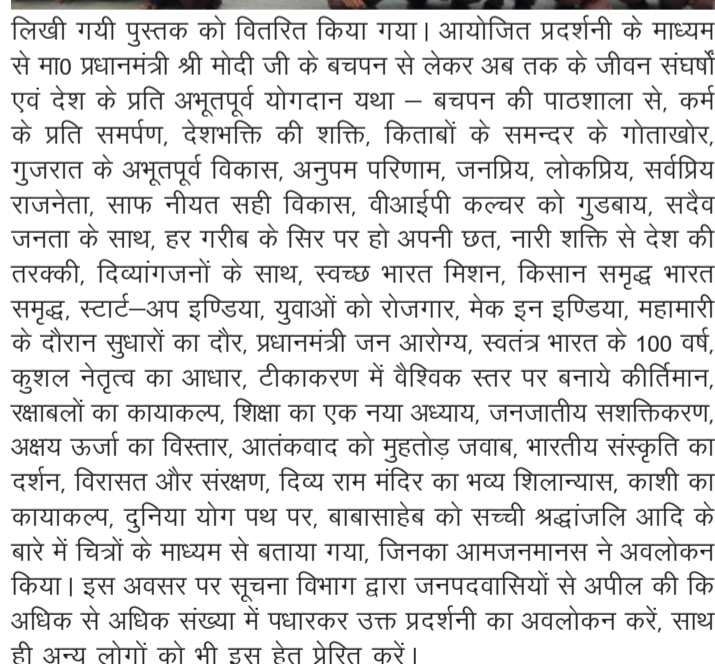 लिखी गयी पुस्तक को वितरित किया गया। आयोजित प्रदर्शनी के माध्यम
से मा0 प्रधानमंत्री श्री मोदी जी के बचपन से लेकर अब तक के जीवन संघर्षों
एवं देश के प्रति अभूतपूर्व योगदान यथा – बचपन की पाठशाला से, कर्म
के प्रति समर्पण, देशभक्ति की शक्ति, किताबों के समन्दर के गोताखोर,
गुजरात के अभूतपूर्व विकास, अनुपम परिणाम, जनप्रिय, लोकप्रिय, सर्वप्रिय
राजनेता, साफ नीयत सही विकास, वीआईपी कल्चर को गुडबाय, सदैव
जनता के साथ, हर गरीब के सिर पर हो अपनी छत, नारी शक्ति से देश की
तरक्की, दिव्यांगजनों के साथ, स्वच्छ भारत मिशन, किसान समृद्ध भारत
समृद्ध, स्टार्ट–अप इण्डिया, युवाओं को रोजगार, मेक इन इण्डिया, महामारी
के दौरान सुधारों का दौर, प्रधानमंत्री जन आरोग्य, स्वतंत्र भारत के 100 वर्ष,
कुशल नेतृत्व का आधार, टीकाकरण में वैश्विक स्तर पर बनाये कीर्तिमान,
रक्षाबलों का कायाकल्प, शिक्षा का एक नया अध्याय, जनजातीय सशक्तिकरण,
अक्षय ऊर्जा का विस्तार, आतंकवाद को मुहतोड़ जवाब, भारतीय संस्कृति का
दर्शन, विरासत और संरक्षण, दिव्य राम मंदिर का भव्य शिलान्यास, काशी का
कायाकल्प, दुनिया योग पथ पर, बाबासाहेब को सच्ची श्रद्धांजलि आदि के
बारे में चित्रों के माध्यम से बताया गया, जिनका आमजनमानस ने अवलोकन
किया। इस अवसर पर सूचना विभाग द्वारा जनपदवासियों से अपील की कि
अधिक से अधिक संख्या में पधारकर उक्त प्रदर्शनी का अवलोकन करें, साथ
ही अन्य लोगों को भी इस हेतु प्रेरित करें।